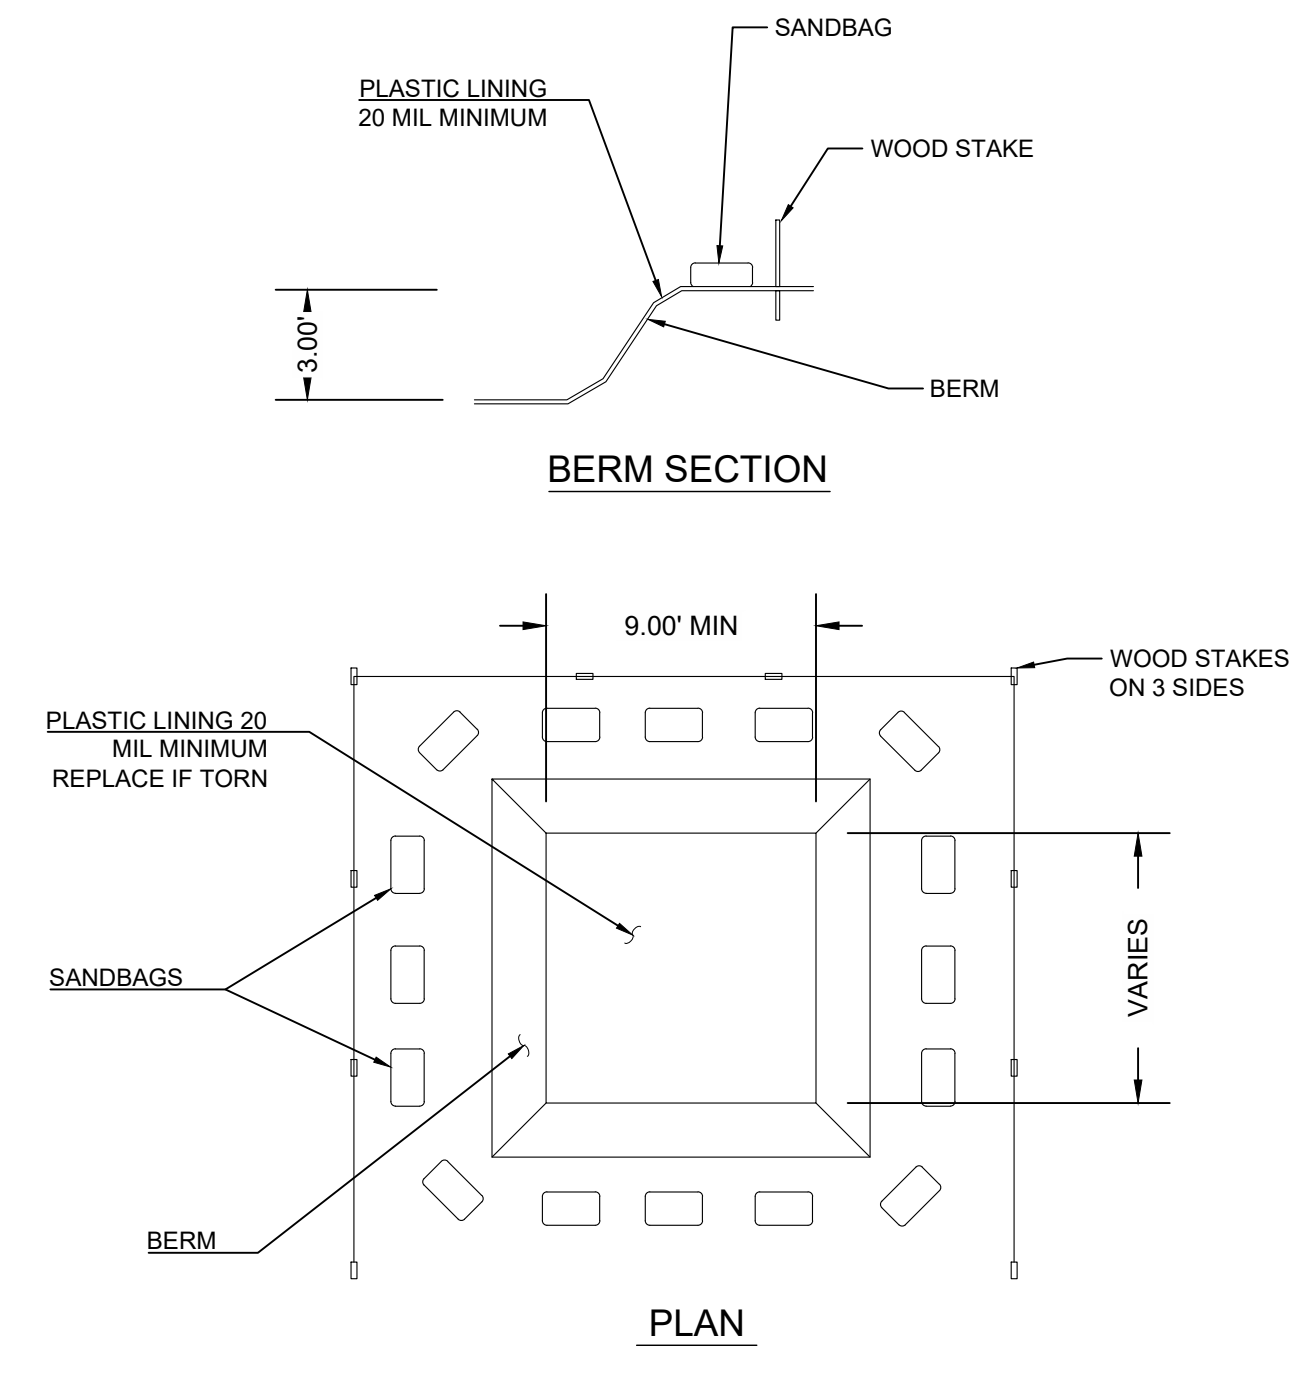 SANDBAG
PLASTIC LINING
20 MIL MINIMUM
WOOD STAKE
3.00'
BERM
BERM SECTION
9.00' MIN
WOOD STAKES
ON 3 SIDES
PLASTIC LINING 20
MIL MINIMUM
REPLACE IF TORN
SANDBAGS
VARIES
BERM
PLAN